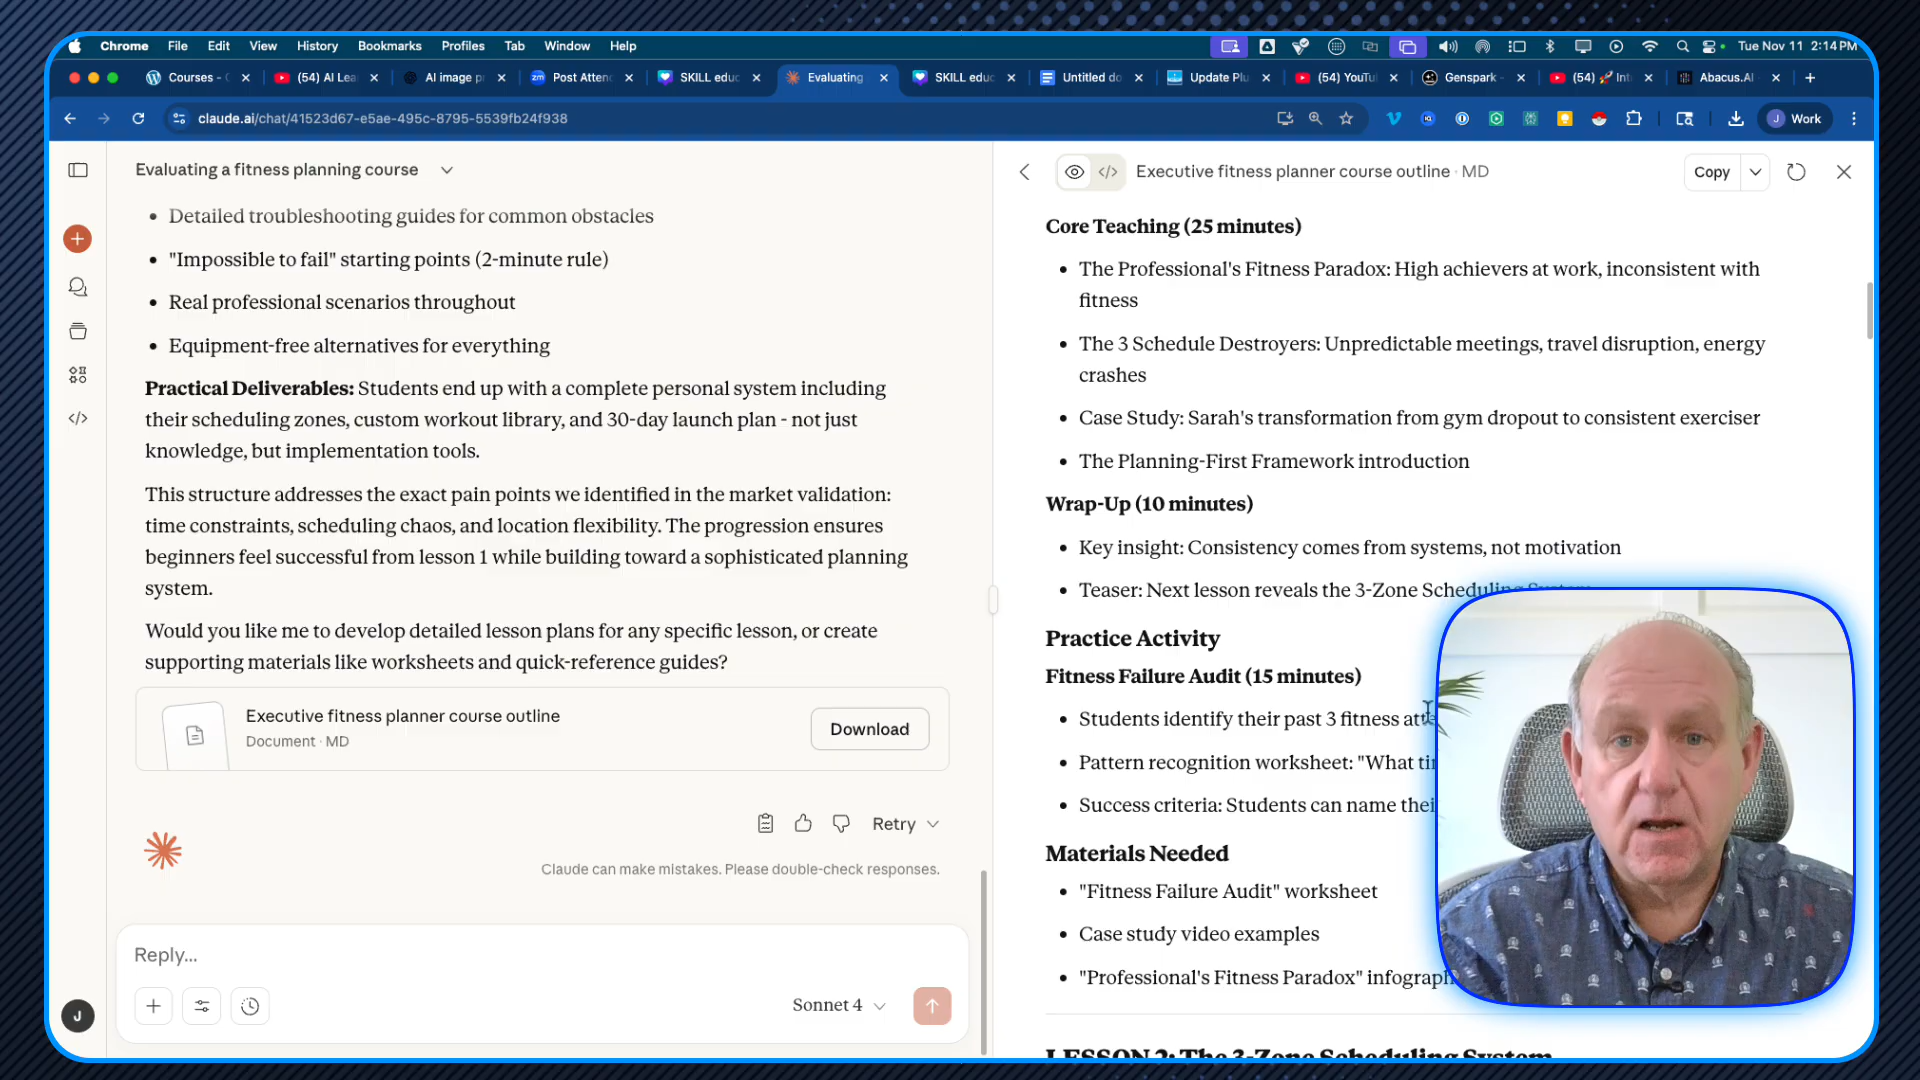 Chrome File Edit View History Bookmarks Profiles Tab Window Help
Tue Nov 11 2:14 PM
Courses -
(54) AI Lea
AI image p
zm Post Atten
SKILL educ
Evaluating
SKILL educ
Untitled do
Update Plu
(54) YouTu
Genspark -
(54) 🚀 Int
Abacus.AI
claude.ai/chat/41523d67-e5ae-495c-8795-5539fb24f938
J Work
Evaluating a fitness planning course
• Detailed troubleshooting guides for common obstacles
• "Impossible to fail" starting points (2-minute rule)
• Real professional scenarios throughout
• Equipment-free alternatives for everything
Practical Deliverables: Students end up with a complete personal system including
their scheduling zones, custom workout library, and 30-day launch plan - not just
knowledge, but implementation tools.
This structure addresses the exact pain points we identified in the market validation:
time constraints, scheduling chaos, and location flexibility. The progression ensures
beginners feel successful from lesson 1 while building toward a sophisticated planning
system.
Would you like me to develop detailed lesson plans for any specific lesson, or create
supporting materials like worksheets and quick-reference guides?
Executive fitness planner course outline
Document · MD
Download
Retry
Claude can make mistakes. Please double-check responses.
Reply...
Sonnet 4
J
Executive fitness planner course outline · MD
Copy
Core Teaching (25 minutes)
• The Professional's Fitness Paradox: High achievers at work, inconsistent with
fitness
• The 3 Schedule Destroyers: Unpredictable meetings, travel disruption, energy
crashes
• Case Study: Sarah's transformation from gym dropout to consistent exerciser
• The Planning-First Framework introduction
Wrap-Up (10 minutes)
• Key insight: Consistency comes from systems, not motivation
• Teaser: Next lesson reveals the 3-Zone Scheduling System
Practice Activity
Fitness Failure Audit (15 minutes)
• Students identify their past 3 fitness
• Pattern recognition worksheet: "What
• Success criteria: Students can name
Materials Needed
• "Fitness Failure Audit" worksheet
• Case study video examples
• "Professional's Fitness Paradox"
LESSON 2: The 3-Zone Scheduling System